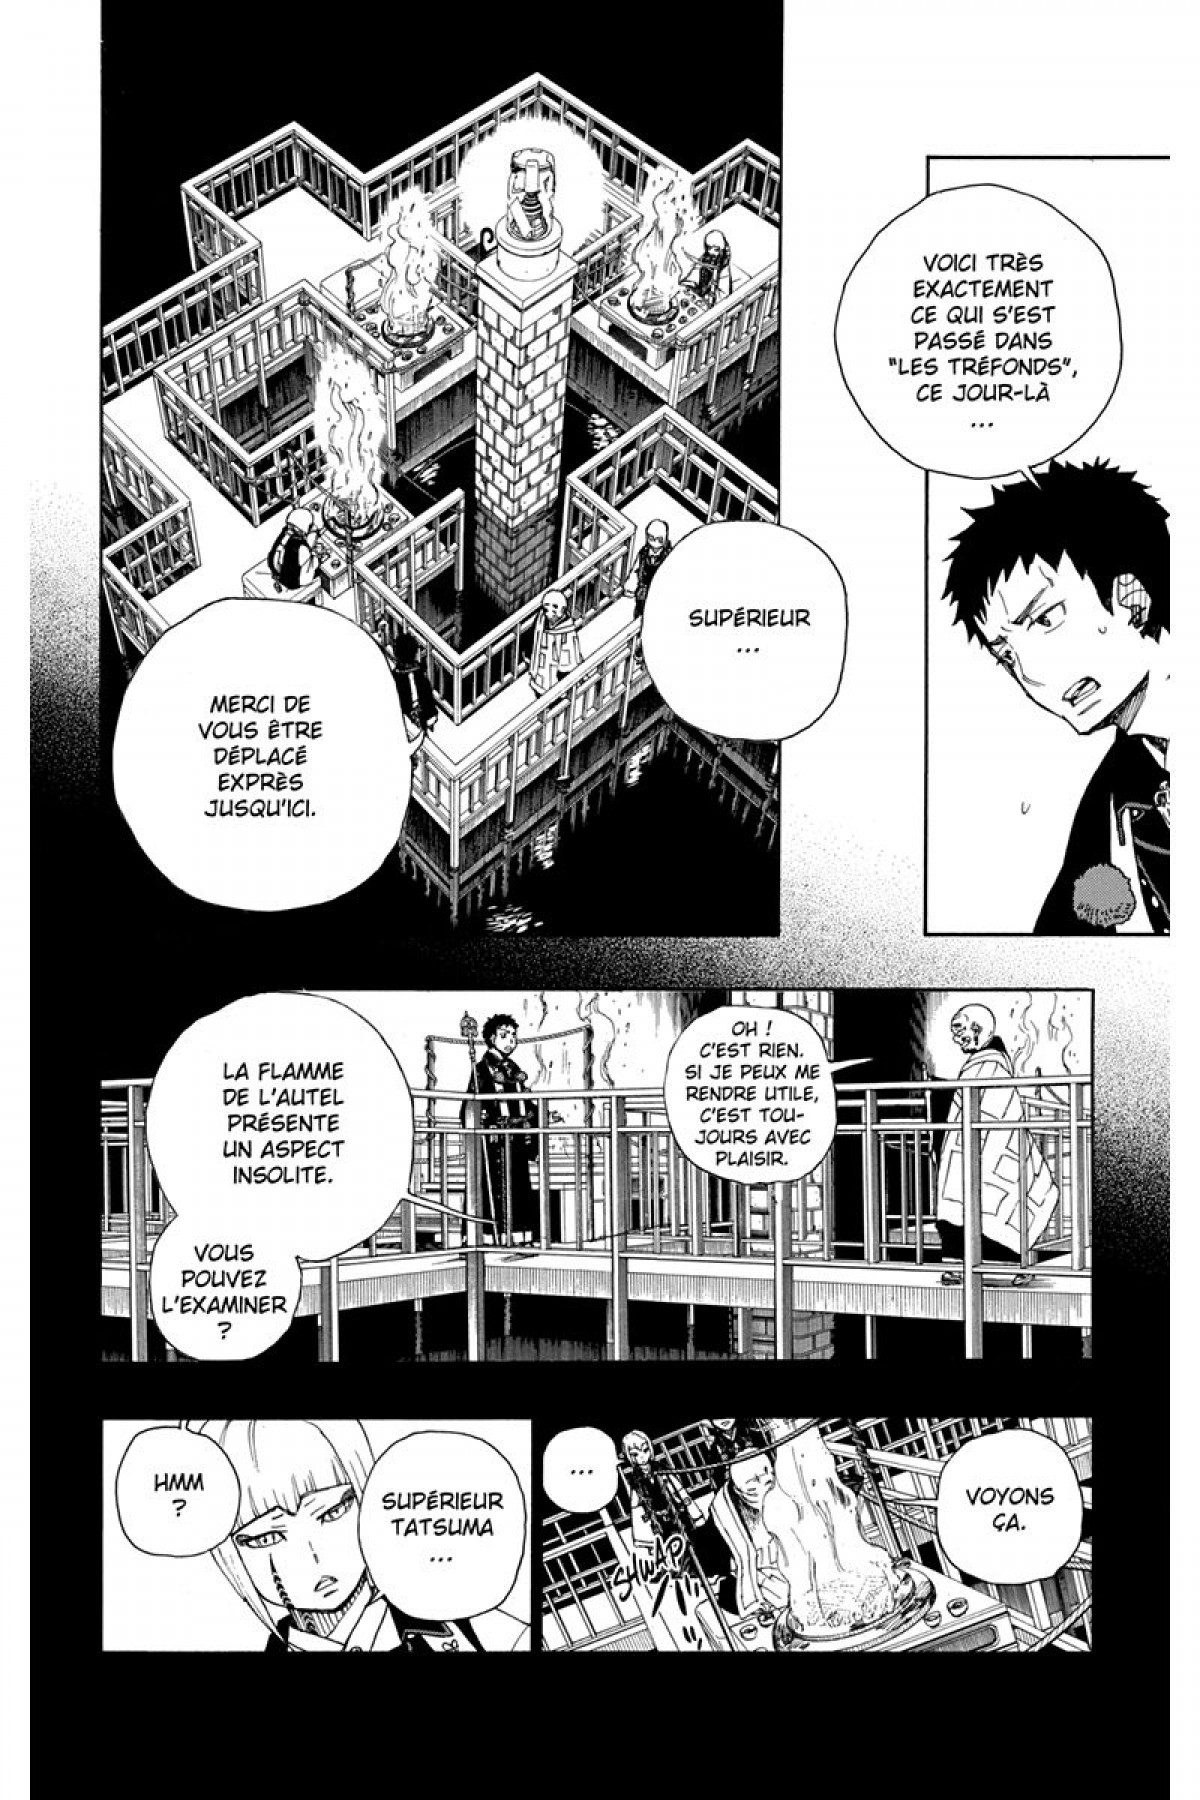 VOICI TRÈS
EXACTEMENT
CE QUI S'EST
PASSÉ DANS
"LES TRÉFONDS",
CE JOUR-LÀ
...
SUPÉRIEUR
...
MERCI DE
VOUS ÊTRE
DÉPLACÉ
EXPRÈS
JUSQU'ICI.
OH !
C'EST RIEN.
SI JE PEUX ME
RENDRE UTILE,
C'EST TOU-
JOURS AVEC
PLAISIR.
LA FLAMME
DE L'AUTEL
PRÉSENTE
UN ASPECT
INSOLITE.
VOUS
POUVEZ
L'EXAMINER
?
VOYONS
ÇA.
...
SHWAP
SUPÉRIEUR
TATSUMA
...
HMM
?